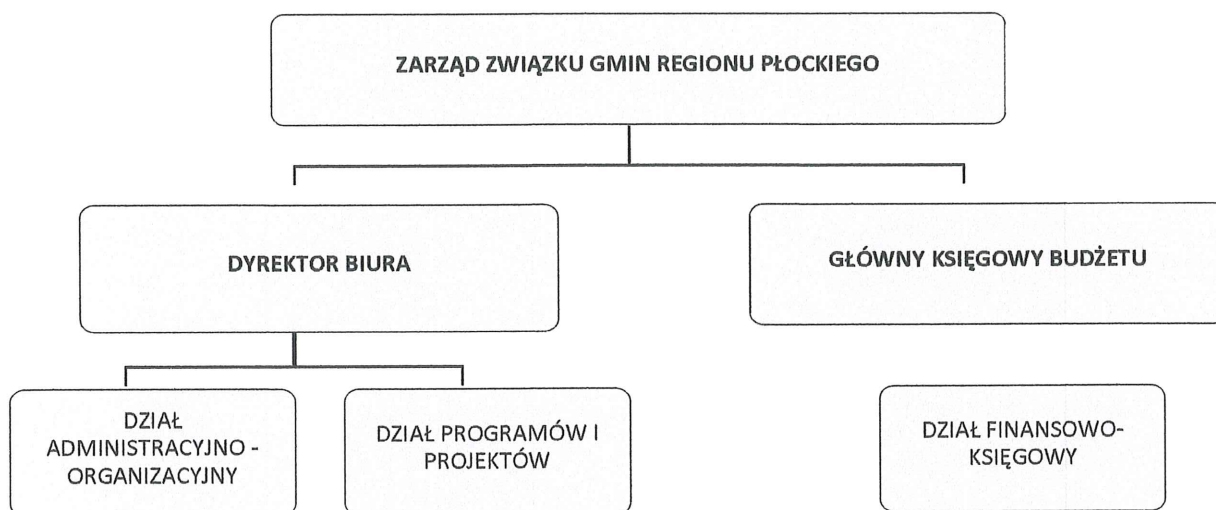 ZARZĄD ZWIĄZKU GMIN REGIONU PŁOCKIEGO
DYREKTOR BIURA
GŁÓWNY KSIĘGOWY BUDŻETU
DZIAŁ
ADMINISTRACYJNO -
ORGANIZACYJNY
DZIAŁ PROGRAMÓW I
PROJEKTÓW
DZIAŁ FINANSOWO-
KSIĘGOWY